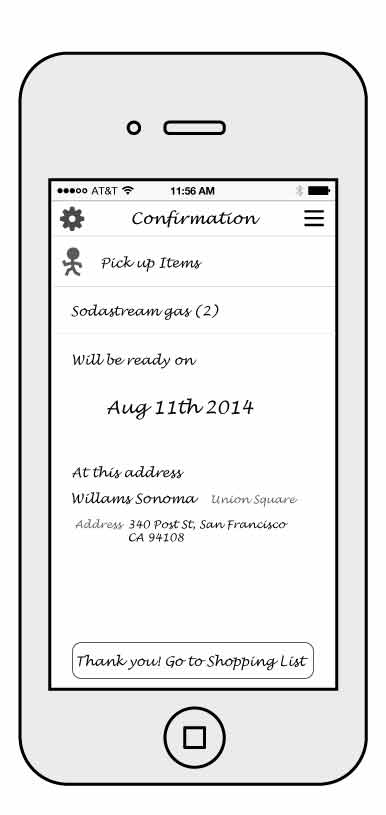 AT&T 11:56 AM
Confirmation
Pick up Items
Sodastream gas (2)
Will be ready on
Aug 11th 2014
At this address
Willams Sonoma Union Square
Address 340 Post St, San Francisco
CA 94108
Thank you! Go to Shopping List